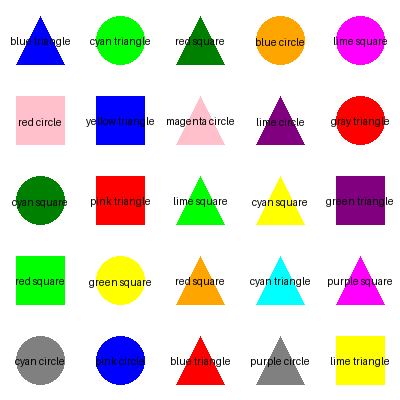 blue triangle
cyan triangle
red square
blue circle
lime square
red circle
yellow triangle
magenta circle
lime circle
gray triangle
cyan square
pink triangle
lime square
cyan square
green triangle
red square
green square
red square
cyan triangle
purple square
cyan circle
pink circle
blue triangle
purple circle
lime triangle